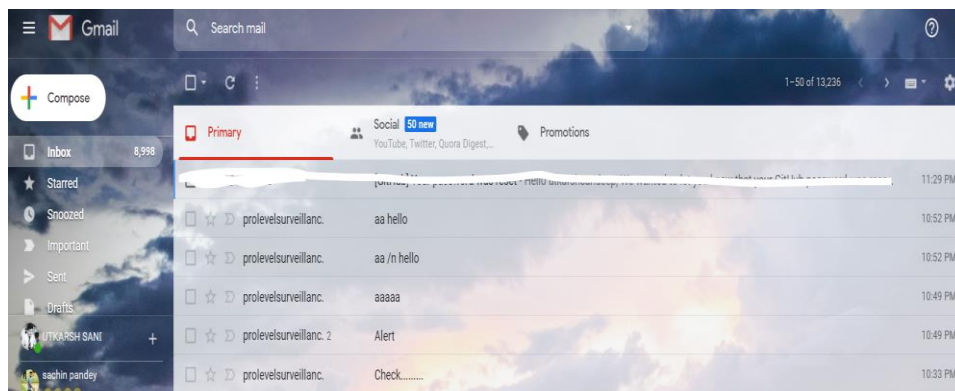 Gmail
Search mail
Compose
1–50 of 13,236
Primary
Social 50 new
YouTube, Twitter, Quora Digest,...
Promotions
Inbox 8,998
Starred
Snoozed
Important
Sent
Drafts
UTKARSH SANI +
sachin pandey
11:29 PM
prolevelsurveillanc. aa hello 10:52 PM
prolevelsurveillanc. aa /n hello 10:52 PM
prolevelsurveillanc. aaaaa 10:49 PM
prolevelsurveillanc. 2 Alert 10:49 PM
prolevelsurveillanc. Check......... 10:33 PM